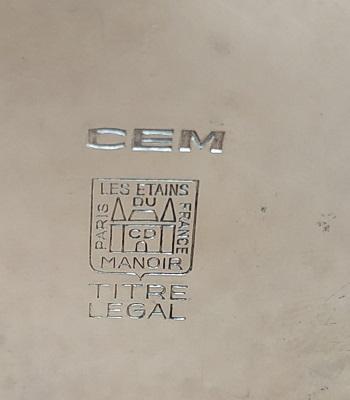 CEM
LES ETAINS
DU
PARIS
FRANCE
CD
MANOIR
TITRE
LEGAL